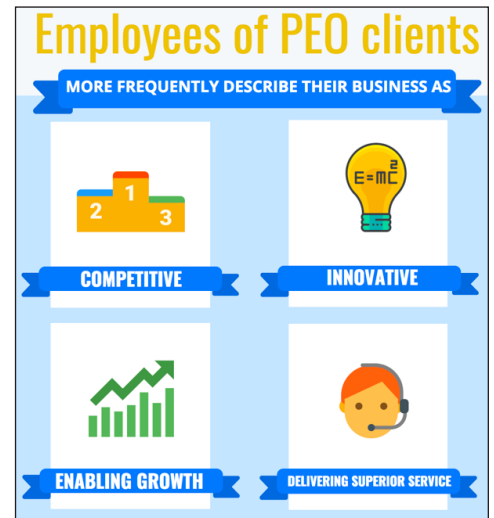 Employees of PEO clients
MORE FREQUENTLY DESCRIBE THEIR BUSINESS AS
2 1 3
COMPETITIVE
E=mc2
INNOVATIVE
ENABLING GROWTH
DELIVERING SUPERIOR SERVICE